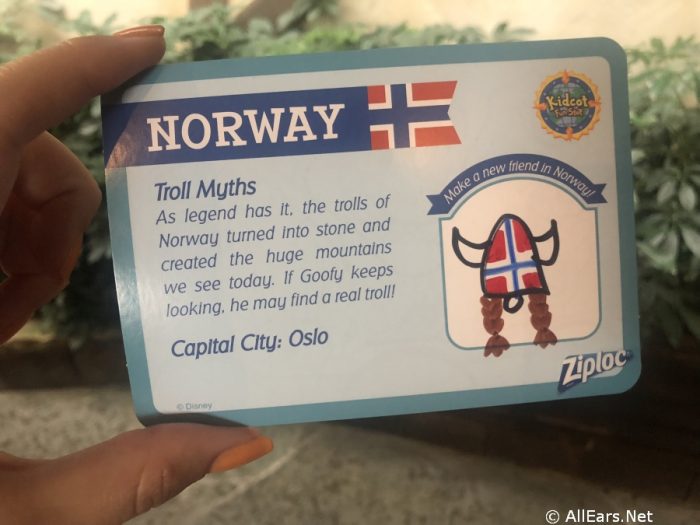 NORWAY
Kidcot
Fun Stop
Troll Myths
As legend has it, the trolls of
Norway turned into stone and
created the huge mountains
we see today. If Goofy keeps
looking, he may find a real troll!
Capital City: Oslo
Make a new friend in Norway!
Ziploc
© Disney
© AllEars.Net